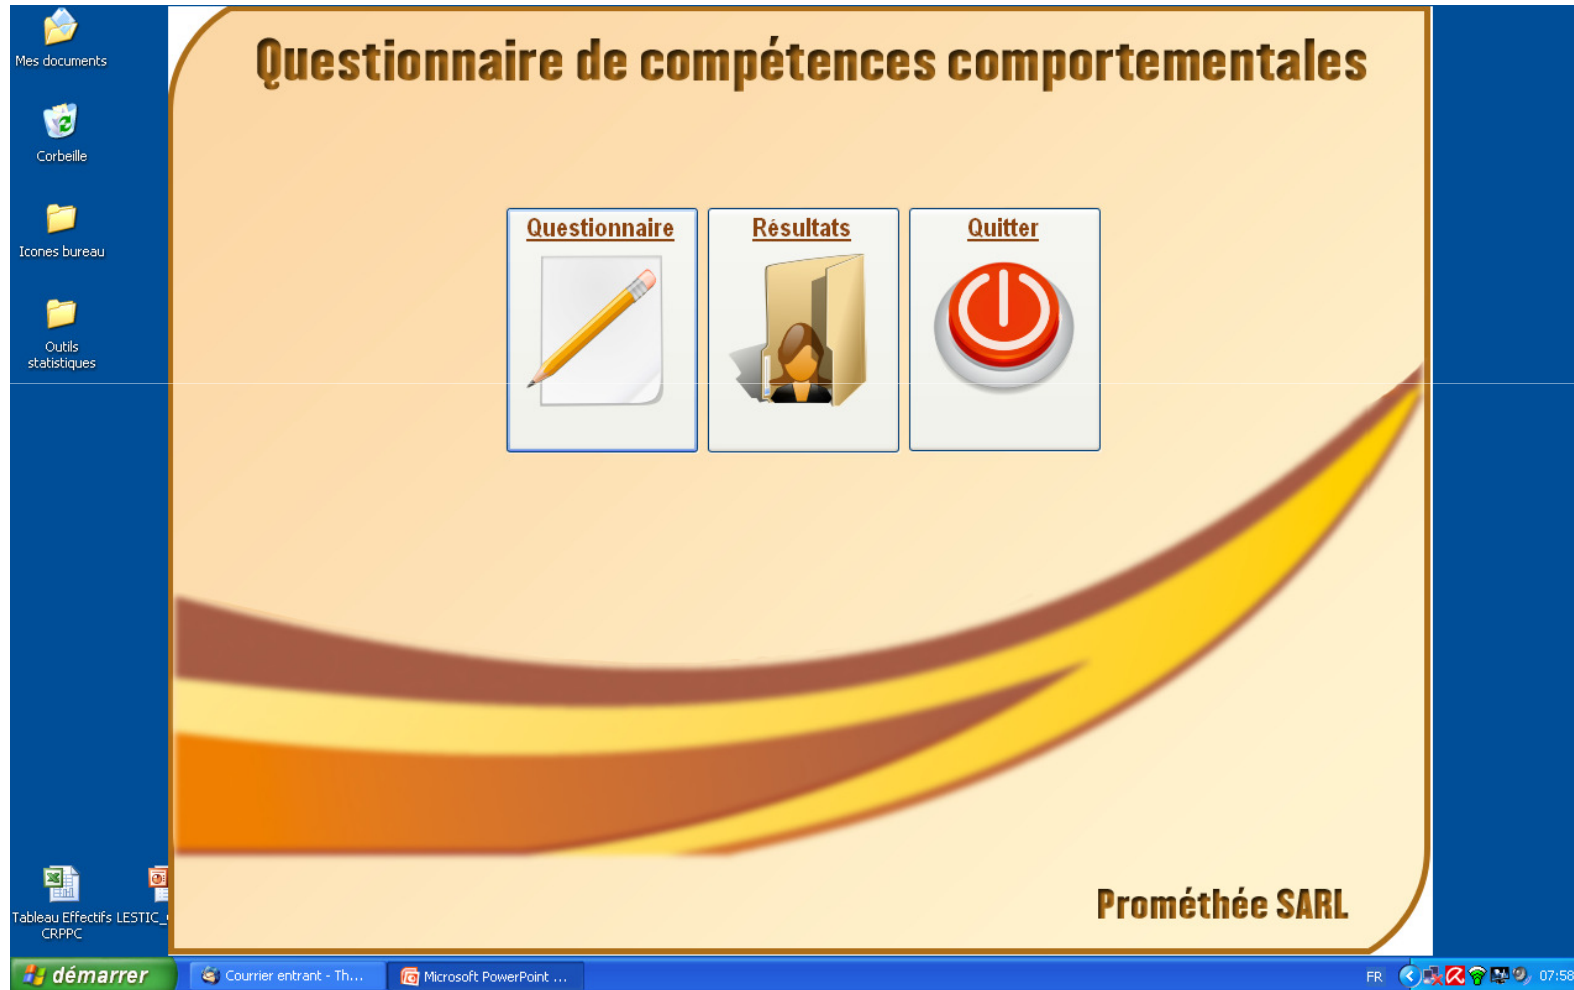 Mes documents
Corbeille
Icones bureau
Outils
statistiques
Tableau Effectifs
CRPPC
LESTIC_
Questionnaire de compétences comportementales
Questionnaire
Résultats
Quitter
Prométhée SARL
démarrer
Courrier entrant - Th...
Microsoft PowerPoint ...
FR
07:58